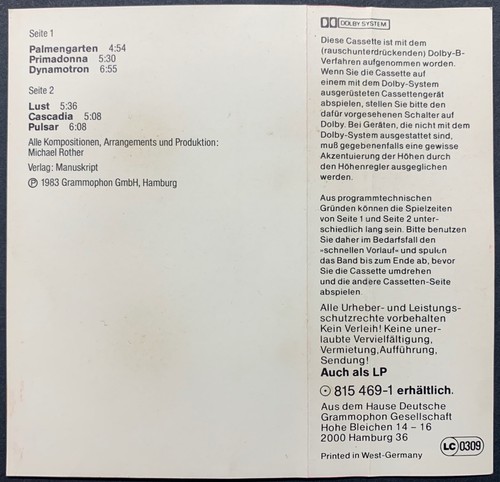 Seite 1
Palmengarten 4:54
Primadonna 5:30
Dynamotron 6:55
Seite 2
Lust 5:36
Cascadia 5:08
Pulsar 6:08
Alle Kompositionen, Arrangements und Produktion:
Michael Rother
Verlag: Manuskript
Ⓟ 1983 Grammophon GmbH, Hamburg
DOLBY SYSTEM
Diese Cassette ist mit dem
(rauschunterdrückenden) Dolby-B-
Verfahren aufgenommen worden.
Wenn Sie die Cassette auf
einem mit dem Dolby-System
ausgerüsteten Cassettengerät
abspielen, stellen Sie bitte den
dafür vorgesehenen Schalter auf
Dolby. Bei Geräten, die nicht mit dem
Dolby-System ausgestattet sind,
muß gegebenenfalls eine gewisse
Akzentuierung der Höhen durch
den Höhenregler ausgeglichen
werden.
Aus programmtechnischen
Gründen können die Spielzeiten
von Seite 1 und Seite 2 unter-
schiedlich lang sein. Bitte benutzen
Sie daher im Bedarfsfall den
»schnellen Vorlauf« und spulen
das Band bis zum Ende ab, bevor
Sie die Cassette umdrehen
und die andere Cassetten-Seite
abspielen.
Alle Urheber- und Leistungs-
schutzrechte vorbehalten
Kein Verleih! Keine uner-
laubte Vervielfältigung,
Vermietung,Aufführung,
Sendung!
Auch als LP
815 469-1 erhältlich.
Aus dem Hause Deutsche
Grammophon Gesellschaft
Hohe Bleichen 14 – 16
2000 Hamburg 36
LC 0309
Printed in West-Germany